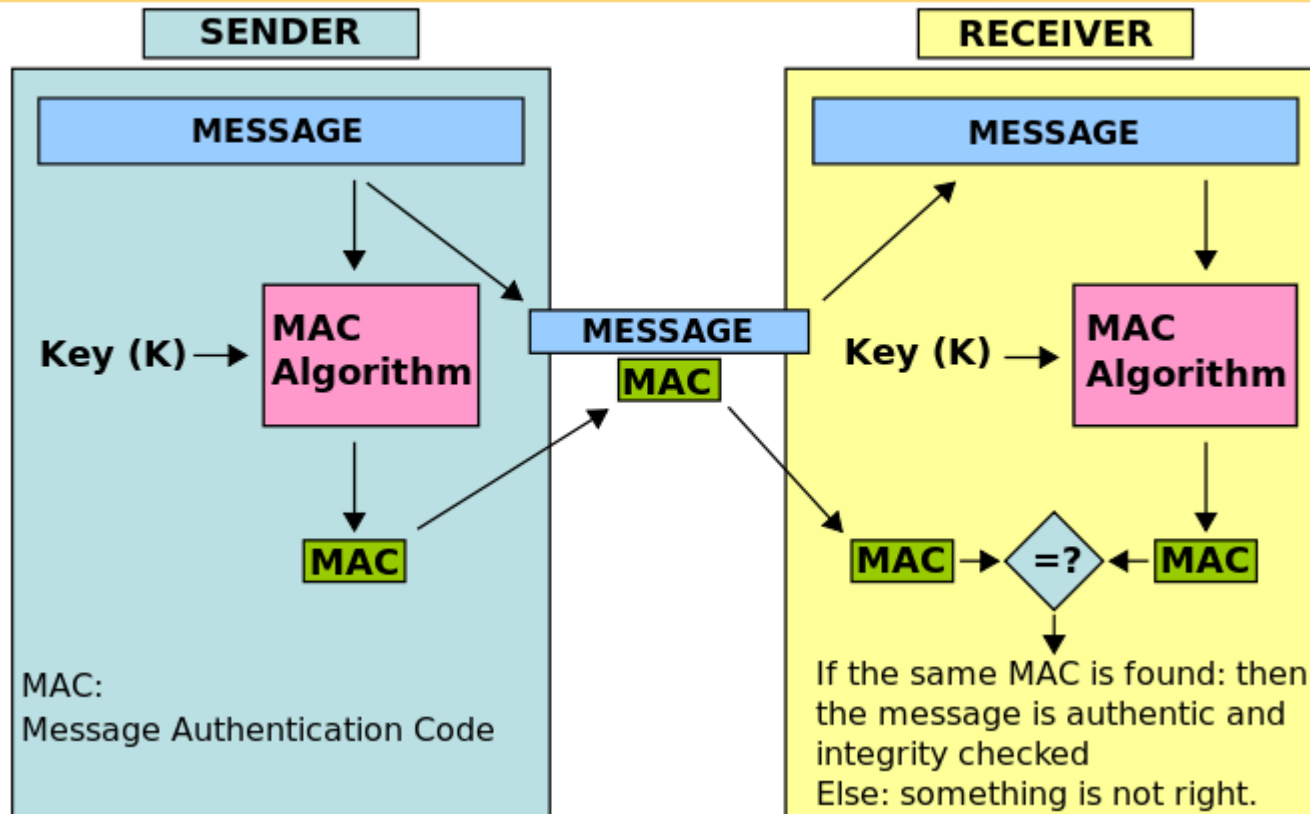 SENDER
RECEIVER
MESSAGE
MESSAGE
Key (K)
MAC
Algorithm
MESSAGE
MAC
Key (K)
MAC
Algorithm
MAC
MAC
=?
MAC
MAC:
Message Authentication Code
If the same MAC is found: then
the message is authentic and
integrity checked
Else: something is not right.